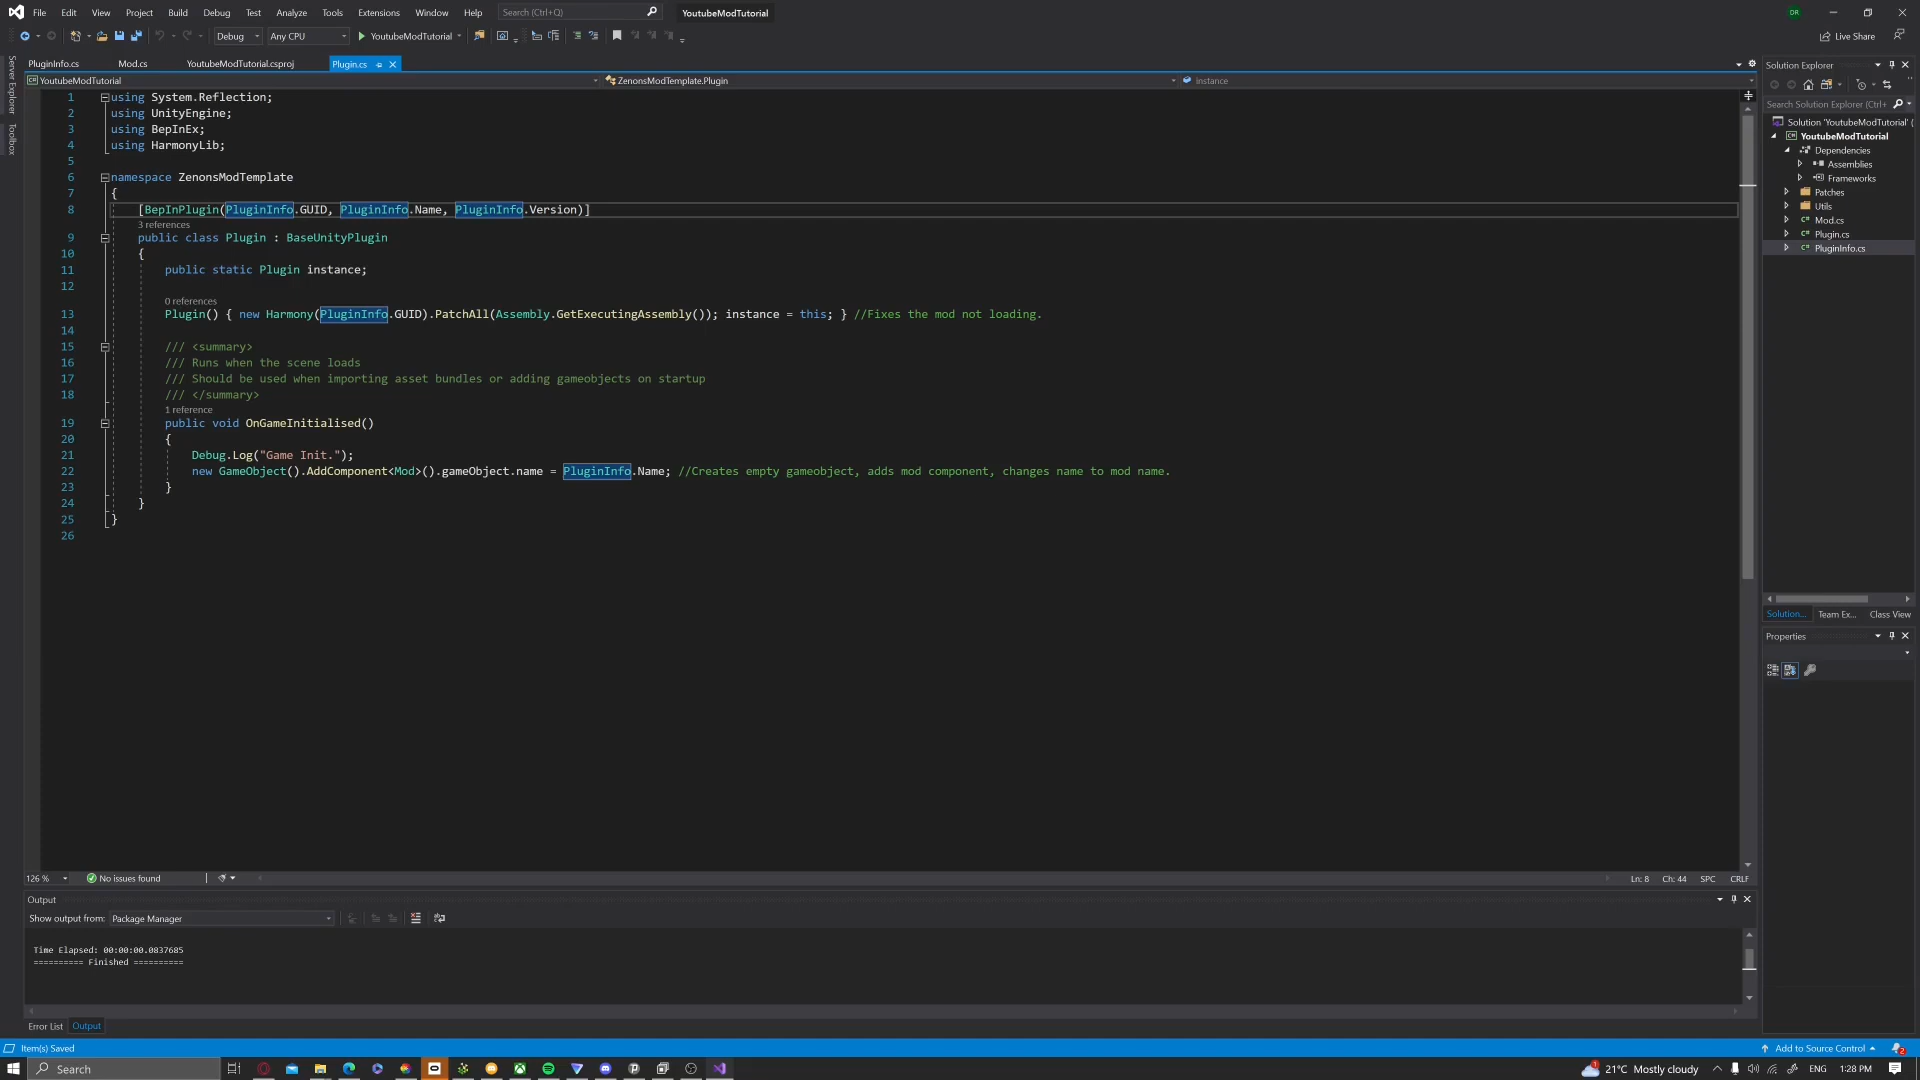 File Edit View Project Build Debug Test Analyze Tools Extensions Window Help Search (Ctrl+Q) YoutubeModTutorial DR
Debug Any CPU YoutubeModTutorial Live Share
Server Explorer
Toolbox
PluginInfo.cs Mod.cs YoutubeModTutorial.csproj Plugin.cs
YoutubeModTutorial ZenonsModTemplate.Plugin instance
1 using System.Reflection;
2 using UnityEngine;
3 using BepInEx;
4 using HarmonyLib;
5
6 namespace ZenonsModTemplate
7 {
8 [BepInPlugin(PluginInfo.GUID, PluginInfo.Name, PluginInfo.Version)]
3 references
9 public class Plugin : BaseUnityPlugin
10 {
11 public static Plugin instance;
12
0 references
13 Plugin() { new Harmony(PluginInfo.GUID).PatchAll(Assembly.GetExecutingAssembly()); instance = this; } //Fixes the mod not loading.
14
15 /// <summary>
16 /// Runs when the scene loads
17 /// Should be used when importing asset bundles or adding gameobjects on startup
18 /// </summary>
1 reference
19 public void OnGameInitialised()
20 {
21 Debug.Log("Game Init.");
22 new GameObject().AddComponent<Mod>().gameObject.name = PluginInfo.Name; //Creates empty gameobject, adds mod component, changes name to mod name.
23 }
24 }
25 }
26
126 % No issues found Ln: 8 Ch: 44 SPC CRLF
Output
Show output from: Package Manager
Time Elapsed: 00:00:00.0837685
========== Finished ==========
Error List Output
Solution Explorer
Search Solution Explorer (Ctrl+
Solution 'YoutubeModTutorial' (
YoutubeModTutorial
Dependencies
Assemblies
Frameworks
Patches
Utils
C# Mod.cs
C# Plugin.cs
C# PluginInfo.cs
Solution... Team Ex... Class View
Properties
Item(s) Saved Add to Source Control 2
Search 21°C Mostly cloudy ENG 1:28 PM